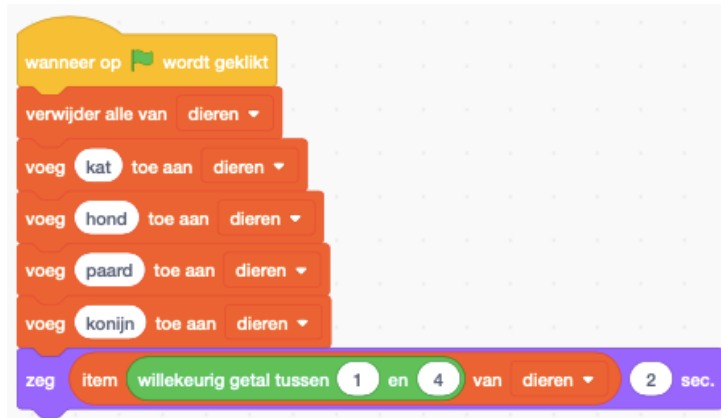 wanneer op wordt geklikt
verwijder alle van dieren
voeg kat toe aan dieren
voeg hond toe aan dieren
voeg paard toe aan dieren
voeg konijn toe aan dieren
zeg item willekeurig getal tussen 1 en 4 van dieren 2 sec.